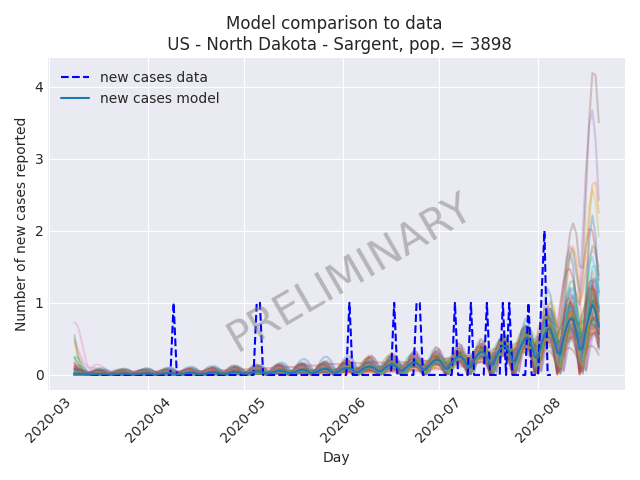 Model comparison to data
US - North Dakota - Sargent, pop. = 3898
new cases data
new cases model
Number of new cases reported
4
3
2
1
0
PRELIMINARY
2020-03
2020-04
2020-05
2020-06
2020-07
2020-08
Day